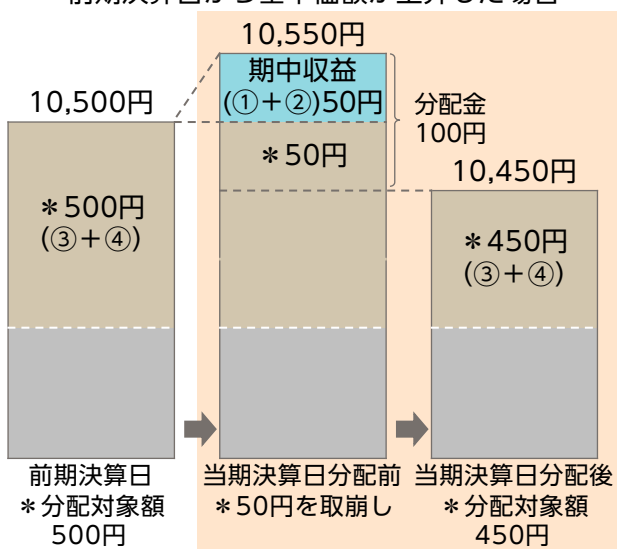 10,550円
期中収益
(①＋②)50円
分配金
100円
10,500円
＊50円
10,450円
＊500円
(③＋④)
＊450円
(③＋④)
前期決算日
＊分配対象額
500円
当期決算日分配前
＊50円を取崩し
当期決算日分配後
＊分配対象額
450円